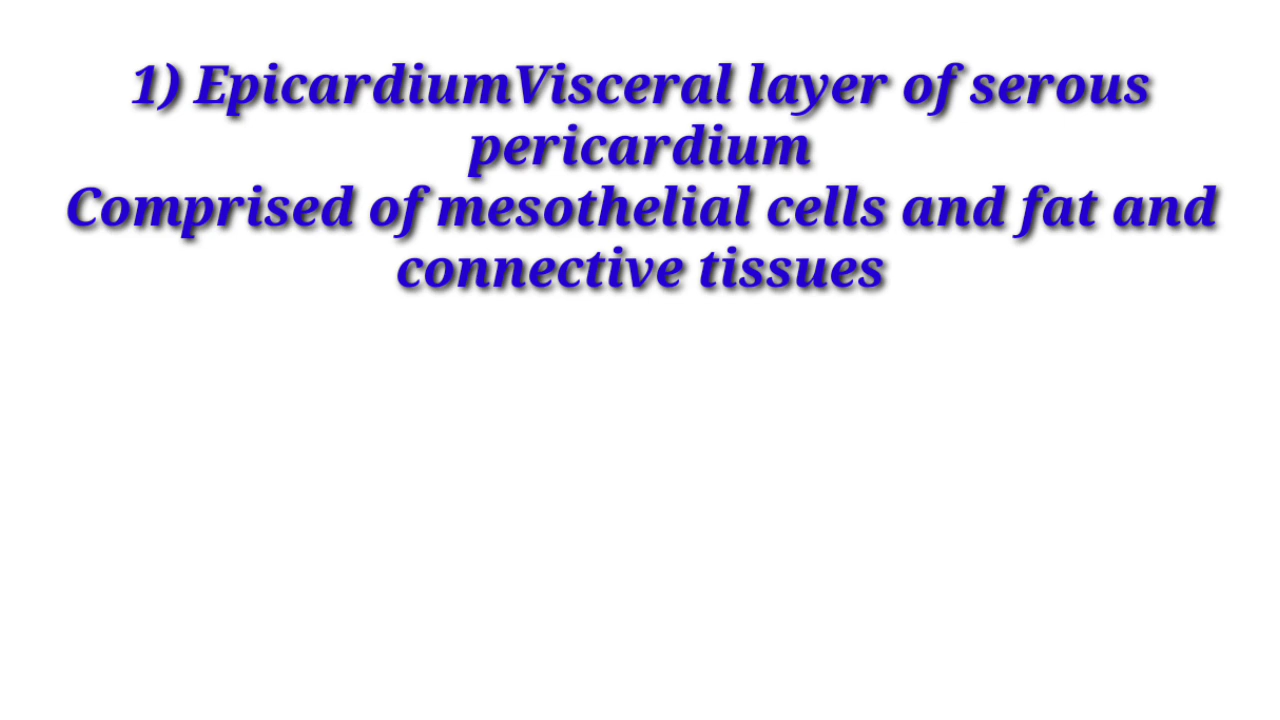 1) EpicardiumVisceral layer of serous
pericardium
Comprised of mesothelial cells and fat and
connective tissues